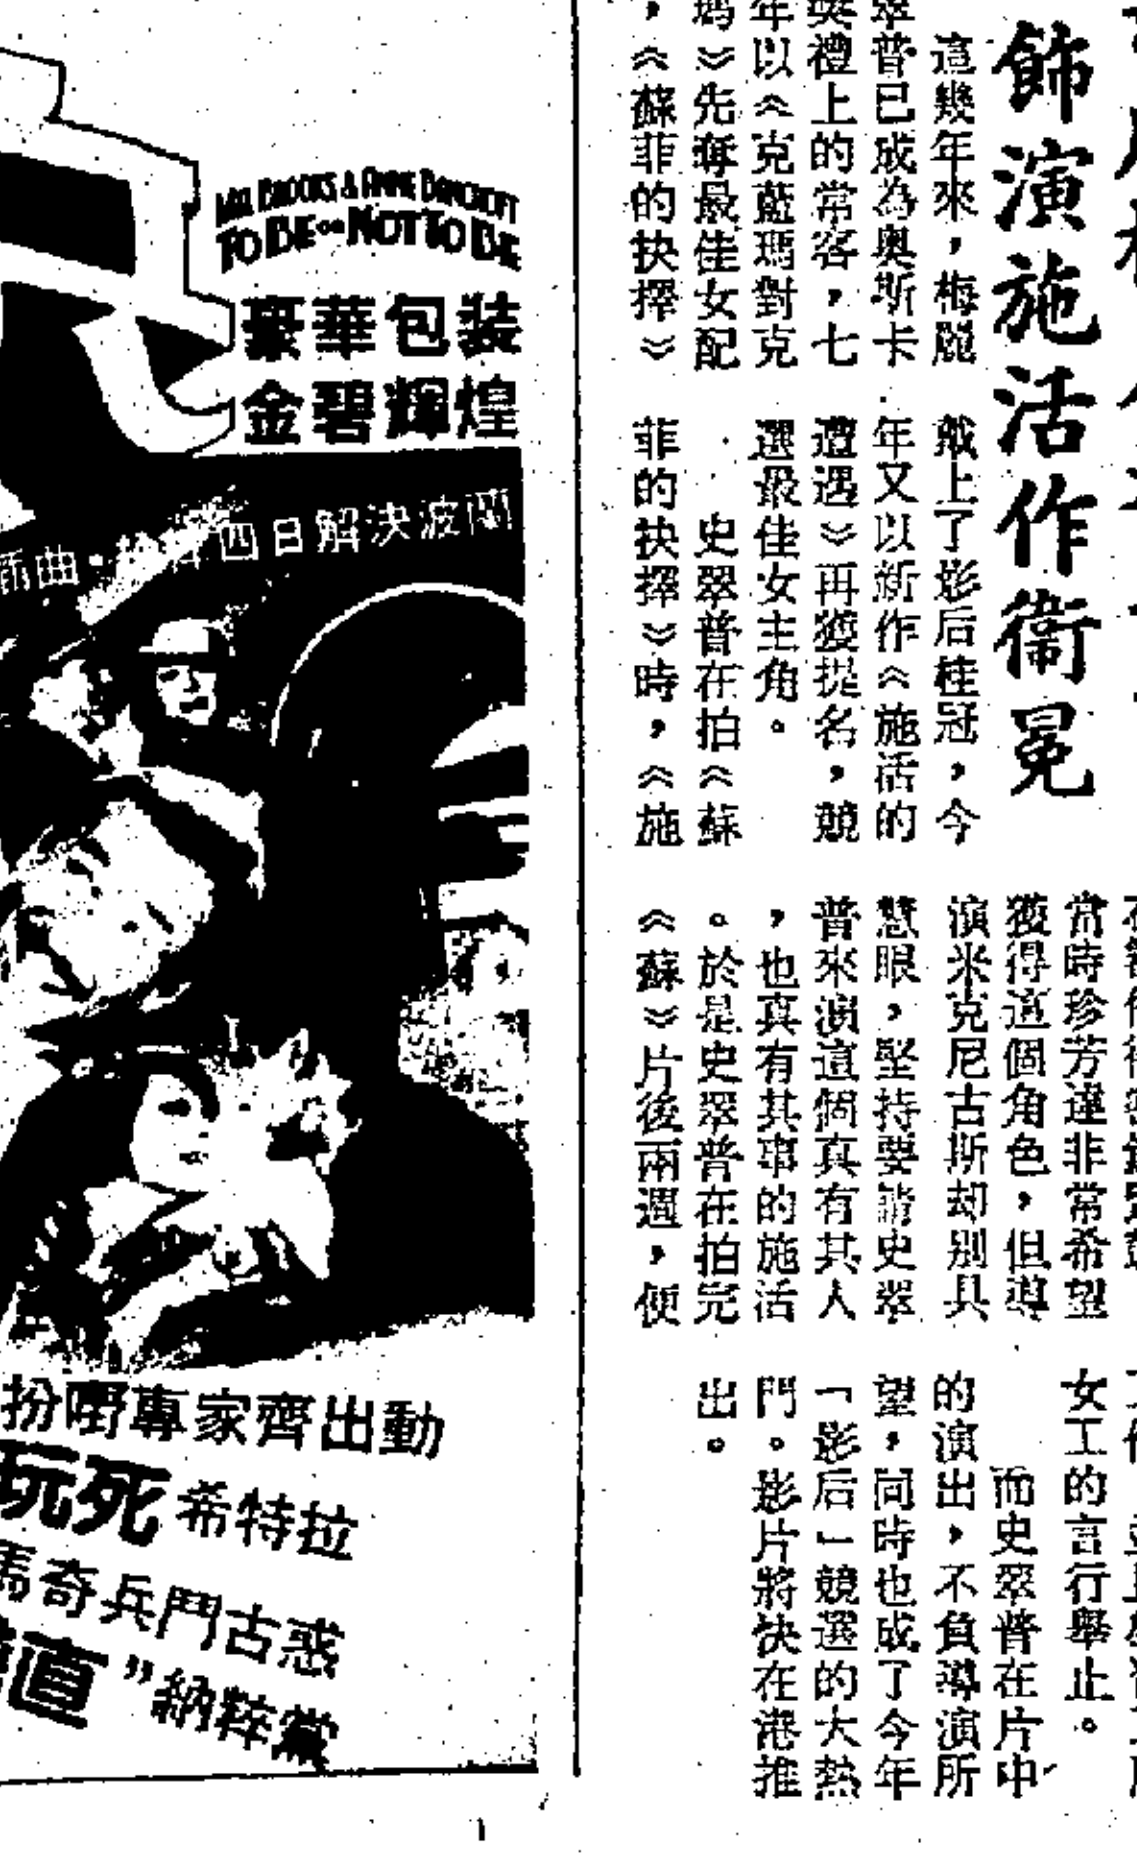 飾演施活作衞冕
這幾年來，梅麗
翠普已成為奧斯卡
獎禮上的常客，七
年以《克藍瑪對克
瑪》先奪最佳女配
，《蘇菲的抉擇》
戴上了影后桂冠，今
年又以新作《施活的
遭遇》再獲提名，競
選最佳女主角。
史翠普在拍《蘇
菲的抉擇》時，《施
當時珍芳達非常希望
獲得這個角色，但導
演米克尼古斯却別具
慧眼，堅持要請史翠
普來演這個真有其人
，也真有其事的施活
。於是史翠普在拍完
《蘇》片後兩週，便
女工的言行舉止。
而史翠普在片中
的演出，不負導演所
望，同時也成了今年
「影后」競選的大熱
門。影片將快在港推
出。
MEL BROOKS & ANNE BANCROFT
TO BE OR NOT TO BE
豪華包裝
金碧輝煌
插曲・四日解決波蘭
扮嘢專家齊出動
玩死希特拉
奇兵鬥古惑
直”納粹黨